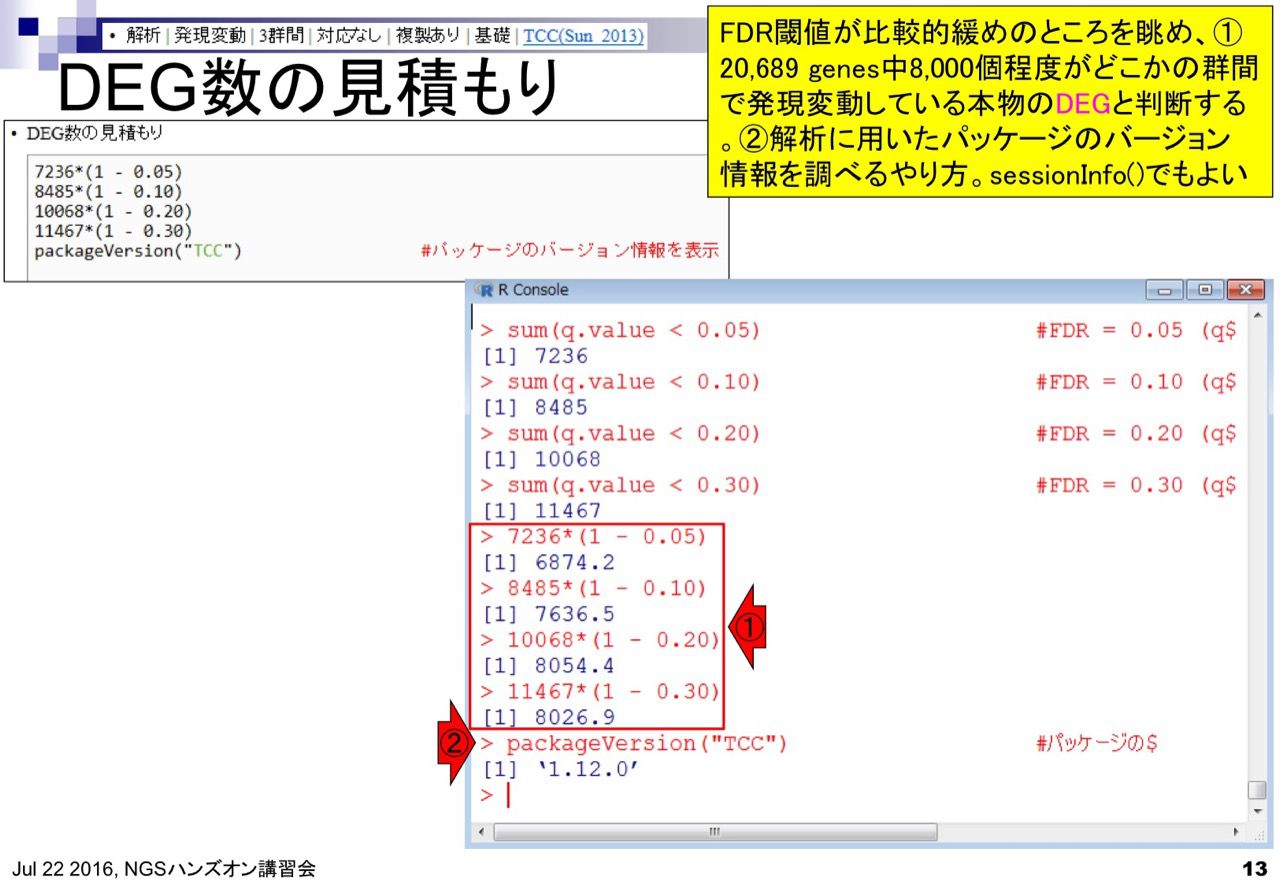 • 解析 | 発現変動 | 3群間 | 対応なし | 複製あり | 基礎 | TCC(Sun_2013)
DEG数の見積もり
FDR閾値が比較的緩めのところを眺め、①
20,689 genes中8,000個程度がどこかの群間
で発現変動している本物のDEGと判断する
。②解析に用いたパッケージのバージョン
情報を調べるやり方。sessionInfo()でもよい
• DEG数の見積もり
7236*(1 - 0.05)
8485*(1 - 0.10)
10068*(1 - 0.20)
11467*(1 - 0.30)
packageVersion("TCC") #パッケージのバージョン情報を表示
R Console
> sum(q.value < 0.05) #FDR = 0.05 (q$
[1] 7236
> sum(q.value < 0.10) #FDR = 0.10 (q$
[1] 8485
> sum(q.value < 0.20) #FDR = 0.20 (q$
[1] 10068
> sum(q.value < 0.30) #FDR = 0.30 (q$
[1] 11467
> 7236*(1 - 0.05)
[1] 6874.2
> 8485*(1 - 0.10)
[1] 7636.5
> 10068*(1 - 0.20)
[1] 8054.4
> 11467*(1 - 0.30)
[1] 8026.9
①
②
> packageVersion("TCC") #パッケージの$
[1] ‘1.12.0’
>
Jul 22 2016, NGSハンズオン講習会
13